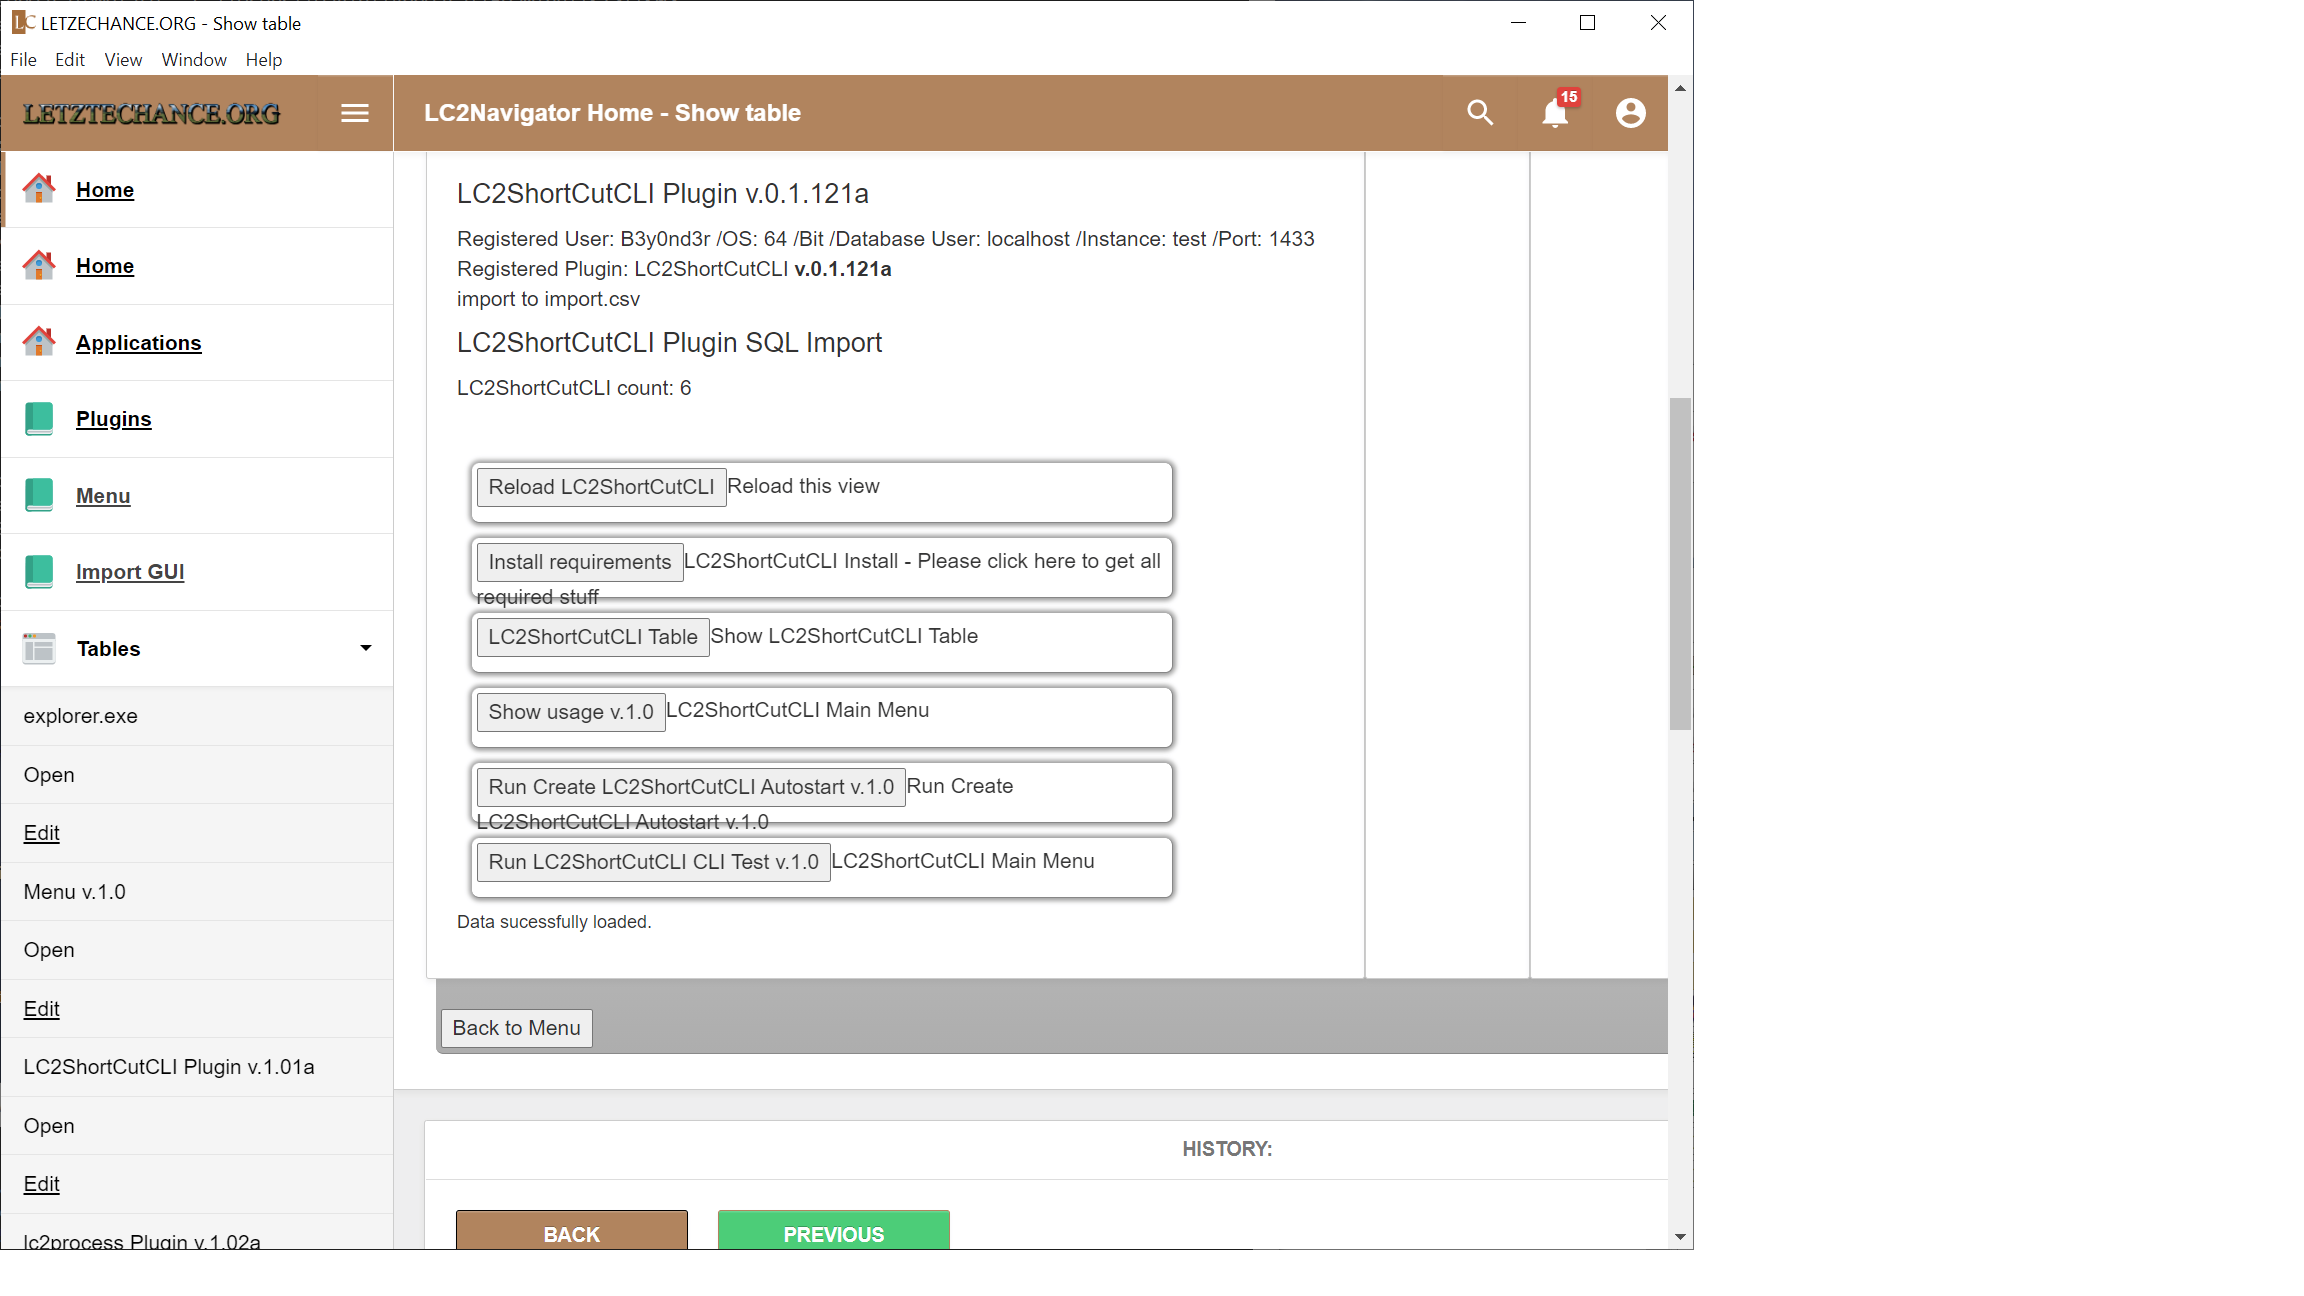 LC LETZECHANCE.ORG - Show table
File Edit View Window Help
LETZTECHANCE.ORG
LC2Navigator Home - Show table
15
Home
Home
Applications
Plugins
Menu
Import GUI
Tables
explorer.exe
Open
Edit
Menu v.1.0
Open
Edit
LC2ShortCutCLI Plugin v.1.01a
Open
Edit
lc2process Plugin v.1.02a
LC2ShortCutCLI Plugin v.0.1.121a
Registered User: B3y0nd3r /OS: 64 /Bit /Database User: localhost /Instance: test /Port: 1433
Registered Plugin: LC2ShortCutCLI v.0.1.121a
import to import.csv
LC2ShortCutCLI Plugin SQL Import
LC2ShortCutCLI count: 6
Reload LC2ShortCutCLI Reload this view
Install requirements LC2ShortCutCLI Install - Please click here to get all
required stuff
LC2ShortCutCLI Table Show LC2ShortCutCLI Table
Show usage v.1.0 LC2ShortCutCLI Main Menu
Run Create LC2ShortCutCLI Autostart v.1.0 Run Create
LC2ShortCutCLI Autostart v.1.0
Run LC2ShortCutCLI CLI Test v.1.0 LC2ShortCutCLI Main Menu
Data sucessfully loaded.
Back to Menu
HISTORY:
BACK
PREVIOUS